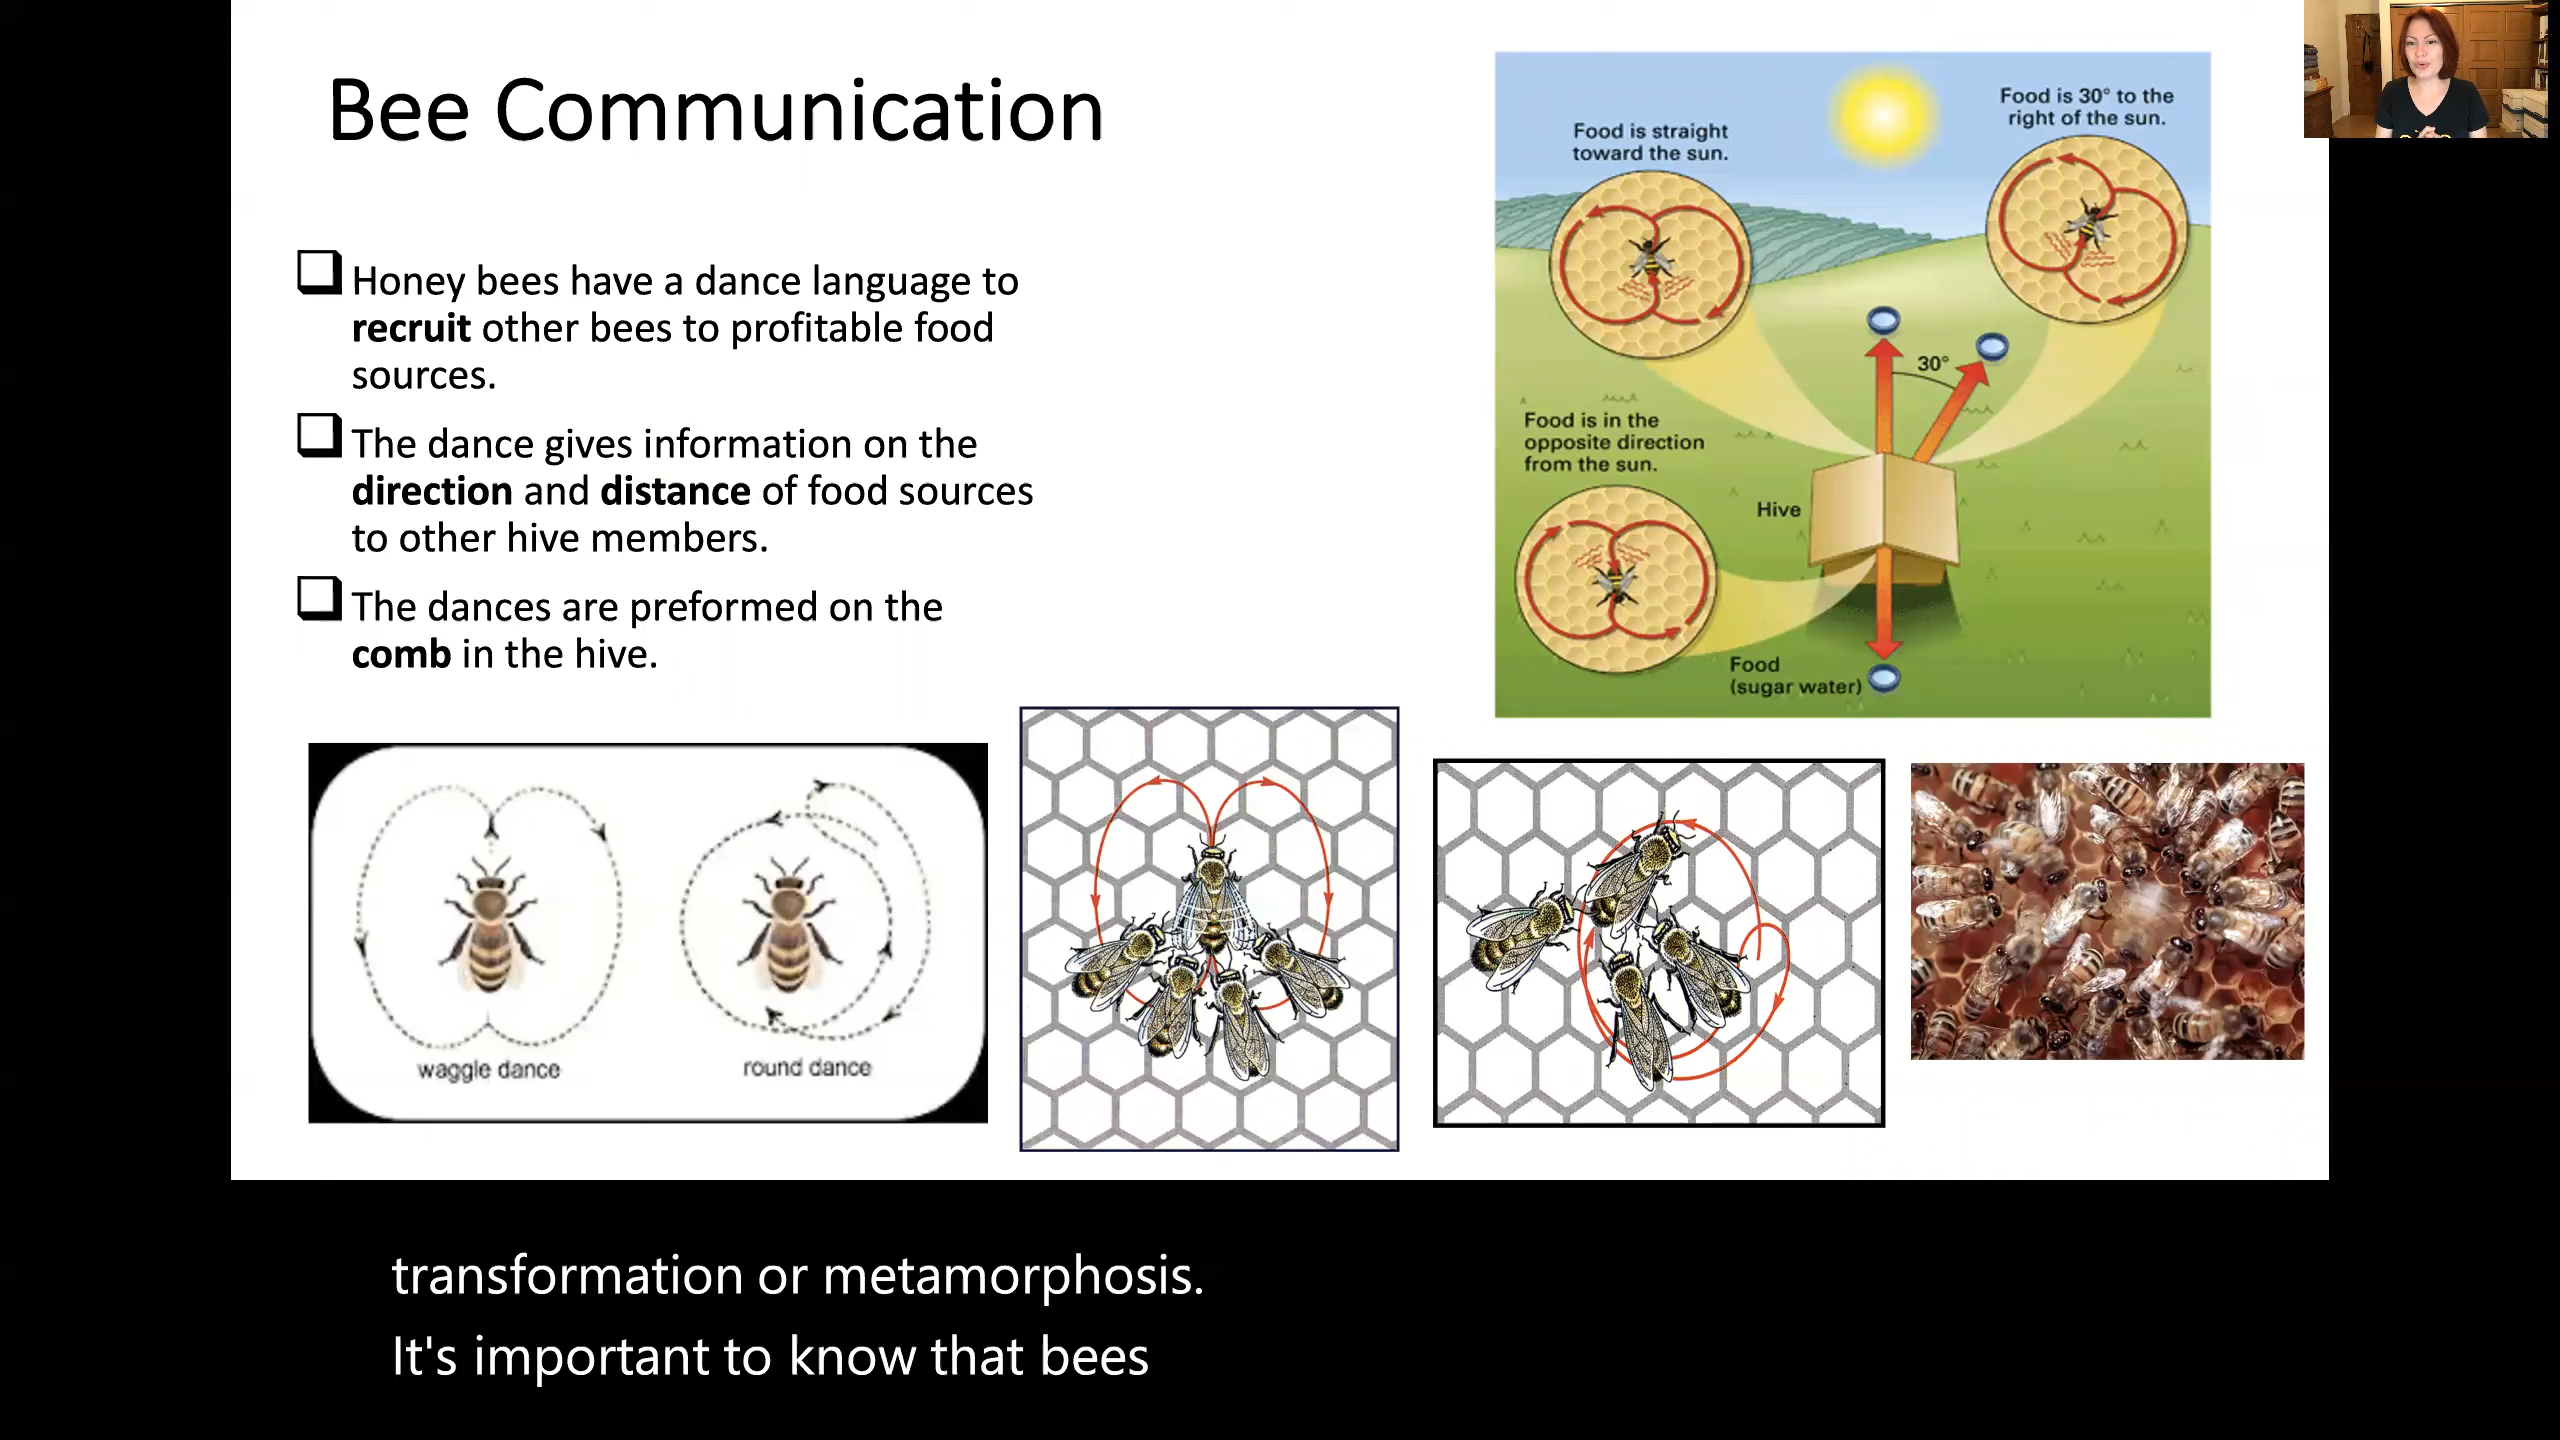 Bee Communication
Honey bees have a dance language to
recruit other bees to profitable food
sources.
The dance gives information on the
direction and distance of food sources
to other hive members.
The dances are preformed on the
comb in the hive.
Food is straight
toward the sun.
Food is 30° to the
right of the sun.
30°
Food is in the
opposite direction
from the sun.
Hive
Food
(sugar water)
waggle dance
round dance
transformation or metamorphosis.
It's important to know that bees